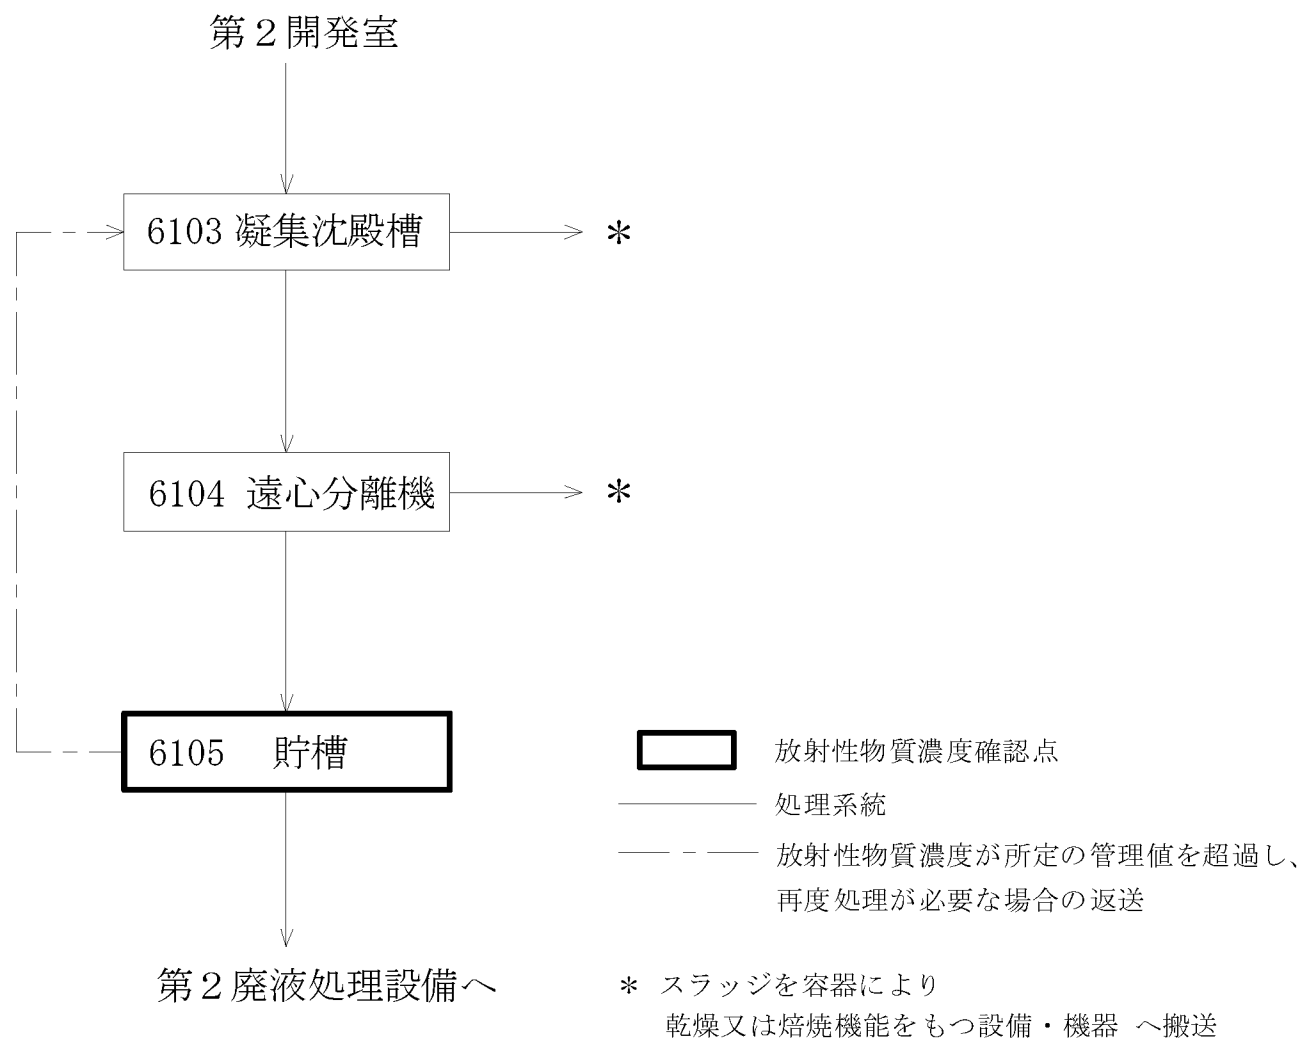 第２開発室
6103 凝集沈殿槽
＊
6104 遠心分離機
＊
6105 貯槽
放射性物質濃度確認点
処理系統
放射性物質濃度が所定の管理値を超過し、
再度処理が必要な場合の返送
第２廃液処理設備へ
＊ スラッジを容器により
乾燥又は焙焼機能をもつ設備・機器 へ搬送